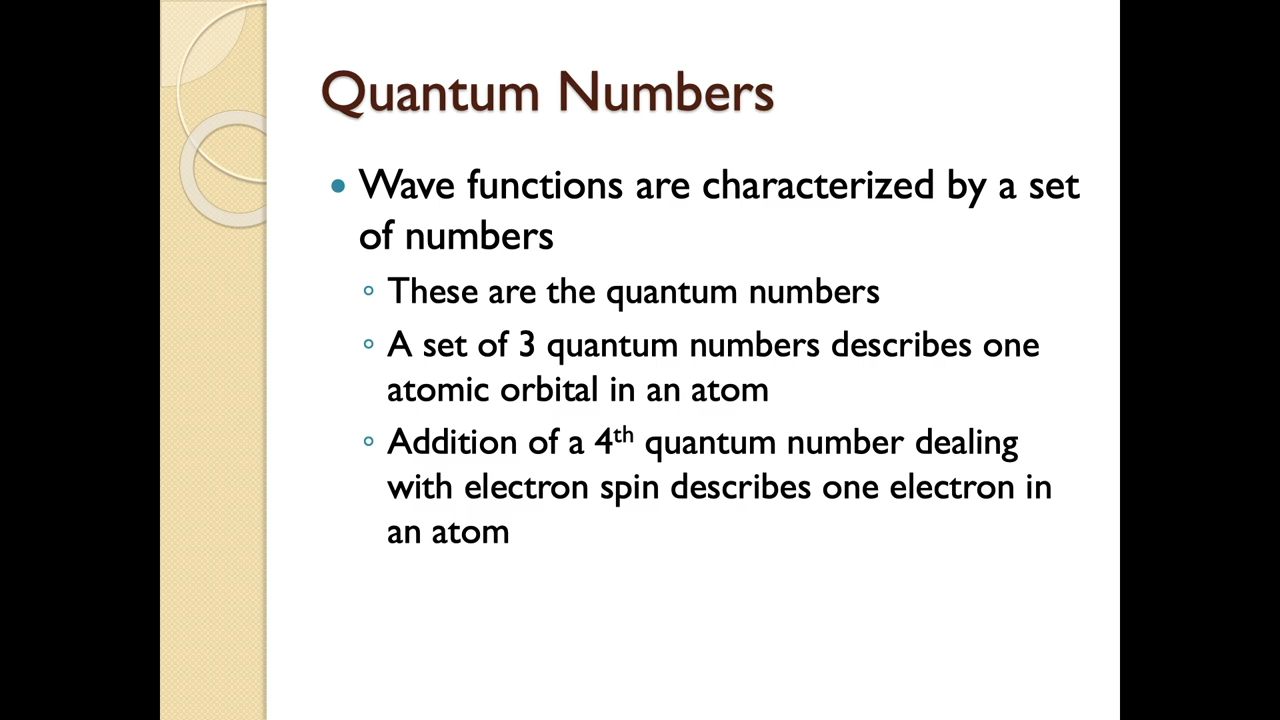 Quantum Numbers
• Wave functions are characterized by a set
of numbers
◦ These are the quantum numbers
◦ A set of 3 quantum numbers describes one
atomic orbital in an atom
◦ Addition of a 4th quantum number dealing
with electron spin describes one electron in
an atom